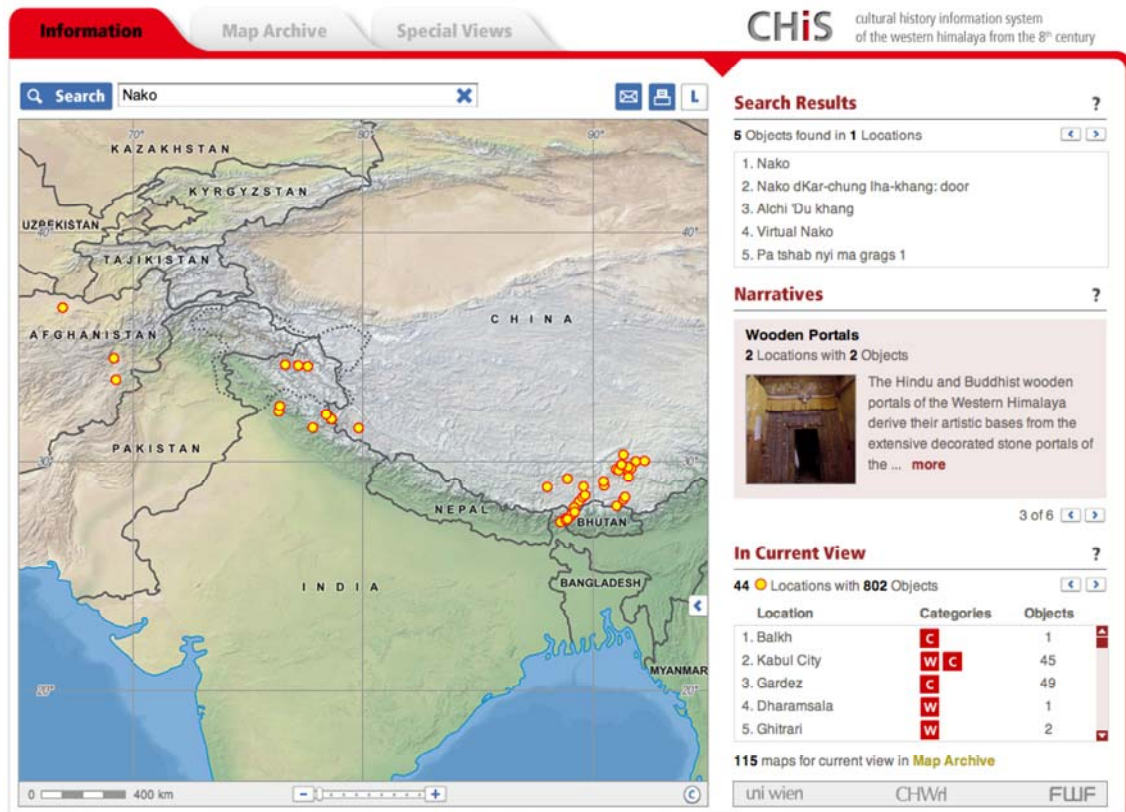 Information
Map Archive
Special Views
CHiS
cultural history information system
of the western himalaya from the 8th century
Search
Nako
L
70°
80°
90°
KAZAKHSTAN
KYRGYZSTAN
UZBEKISTAN
40°
40°
TAJIKISTAN
CHINA
AFGHANISTAN
PAKISTAN
30°
30°
NEPAL
BHUTAN
INDIA
BANGLADESH
MYANMAR
20°
20°
0
400 km
C
Search Results
?
5 Objects found in 1 Locations
1. Nako
2. Nako dKar-chung lha-khang: door
3. Alchi 'Du khang
4. Virtual Nako
5. Pa tshab nyi ma grags 1
Narratives
?
Wooden Portals
2 Locations with 2 Objects
The Hindu and Buddhist wooden
portals of the Western Himalaya
derive their artistic bases from the
extensive decorated stone portals of
the ... more
3 of 6
In Current View
?
44 Locations with 802 Objects
Location Categories Objects
1. Balkh C 1
2. Kabul City W C 45
3. Gardez C 49
4. Dharamsala W 1
5. Ghitrari W 2
115 maps for current view in Map Archive
uni wien
FWF